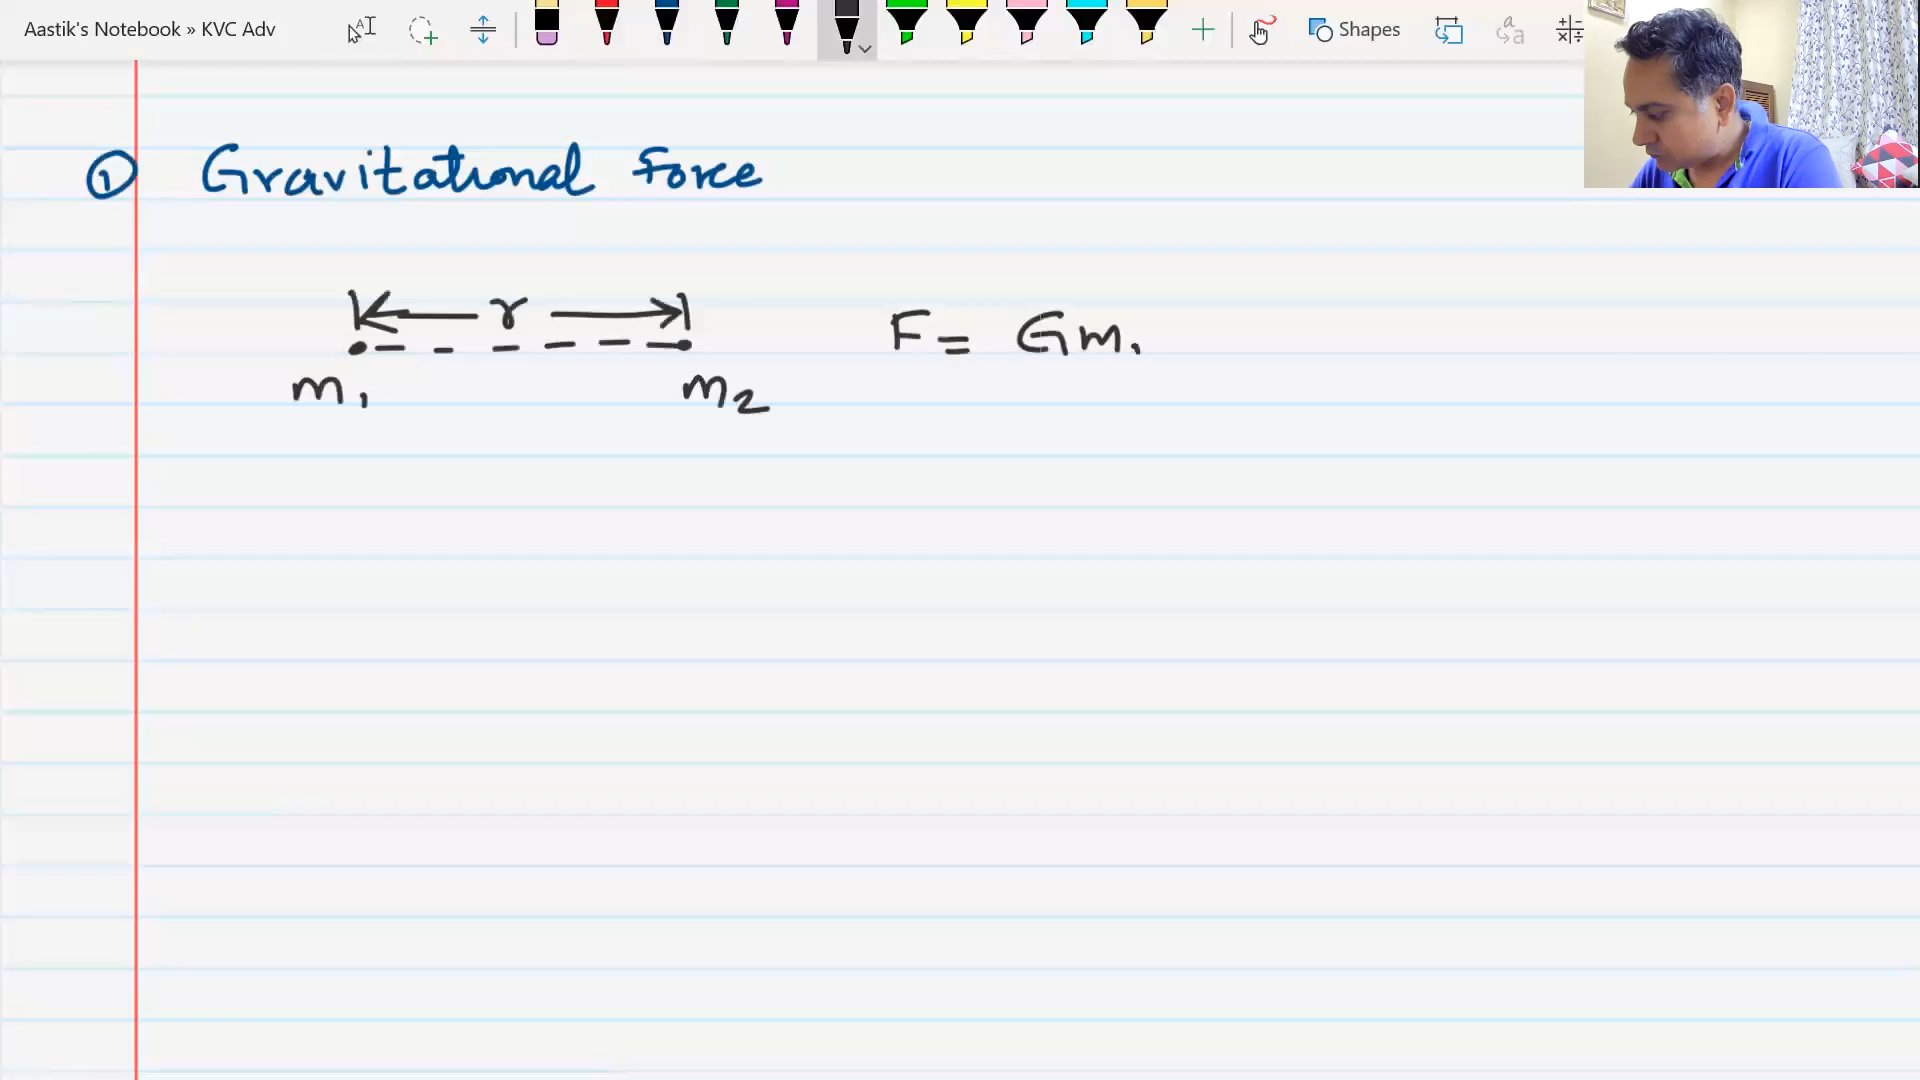 Aastik's Notebook » KVC Adv
Shapes
① Gravitational Force
r
m₁ m₂
F = Gm₁